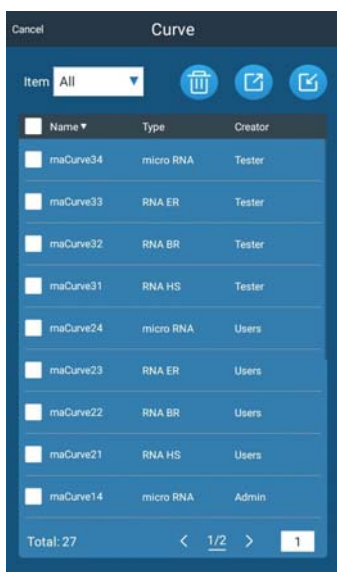 Cancel Curve
Item All
Name▼ Type Creator
maCurve34 micro RNA Tester
maCurve33 RNA ER Tester
maCurve32 RNA BR Tester
maCurve31 RNA HS Tester
maCurve24 micro RNA Users
maCurve23 RNA ER Users
maCurve22 RNA BR Users
maCurve21 RNA HS Users
maCurve14 micro RNA Admin
Total: 27 < 1/2 > 1